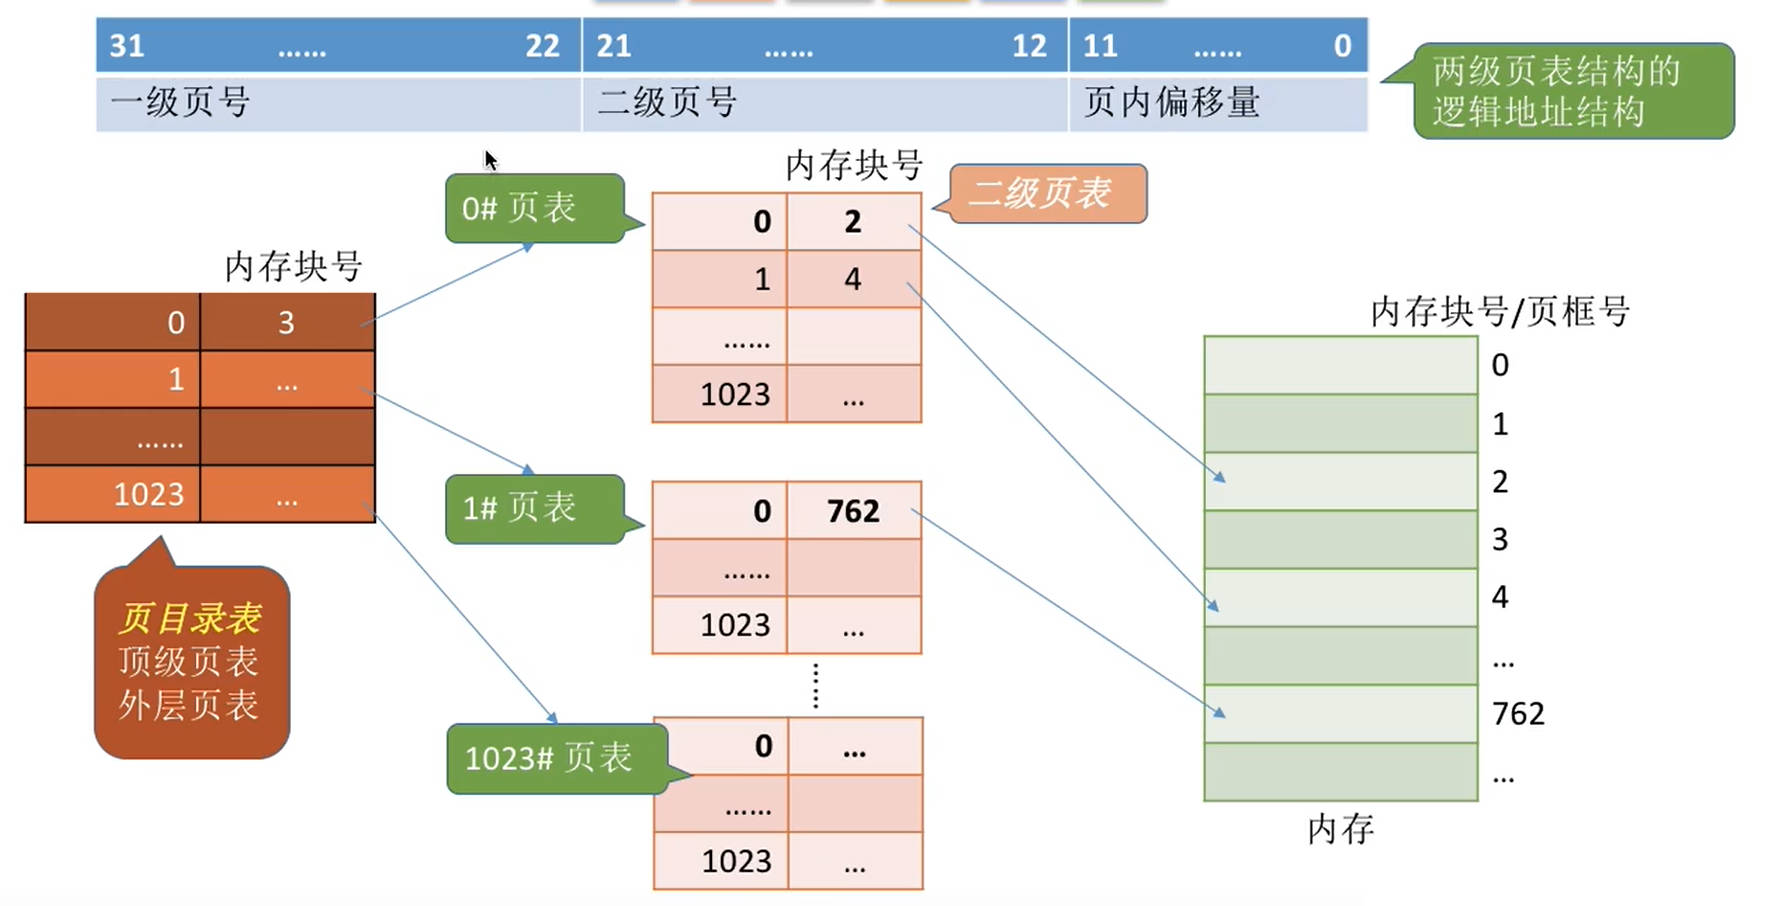 31 …… 22 21 …… 12 11 …… 0
一级页号 二级页号 页内偏移量
两级页表结构的
逻辑地址结构
内存块号
0 3
1 ...
……
1023 ...
页目录表
顶级页表
外层页表
0# 页表
内存块号
二级页表
0 2
1 4
……
1023 ...
1# 页表
0 762
……
1023 ...
……
1023# 页表
0 ...
……
1023 ...
内存块号/页框号
0
1
2
3
4
...
762
...
内存